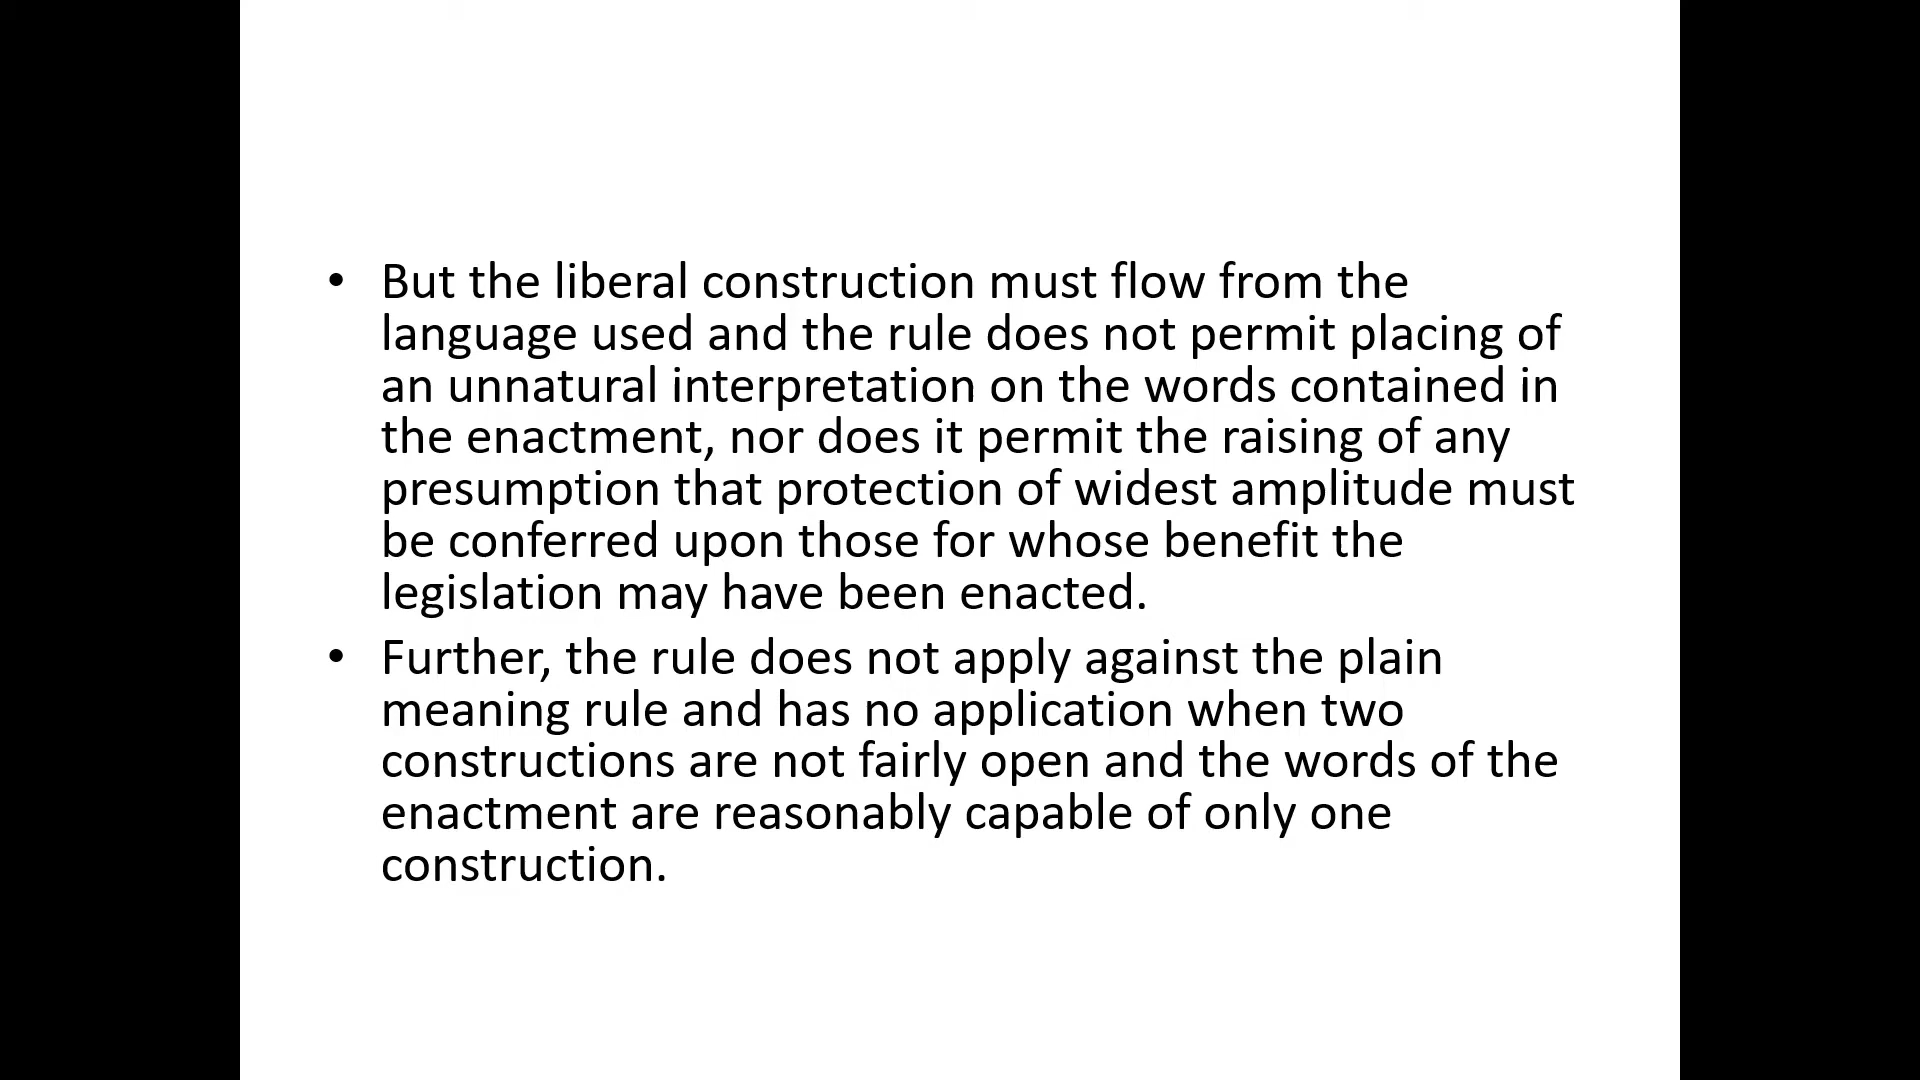 • But the liberal construction must flow from the
language used and the rule does not permit placing of
an unnatural interpretation on the words contained in
the enactment, nor does it permit the raising of any
presumption that protection of widest amplitude must
be conferred upon those for whose benefit the
legislation may have been enacted.
• Further, the rule does not apply against the plain
meaning rule and has no application when two
constructions are not fairly open and the words of the
enactment are reasonably capable of only one
construction.